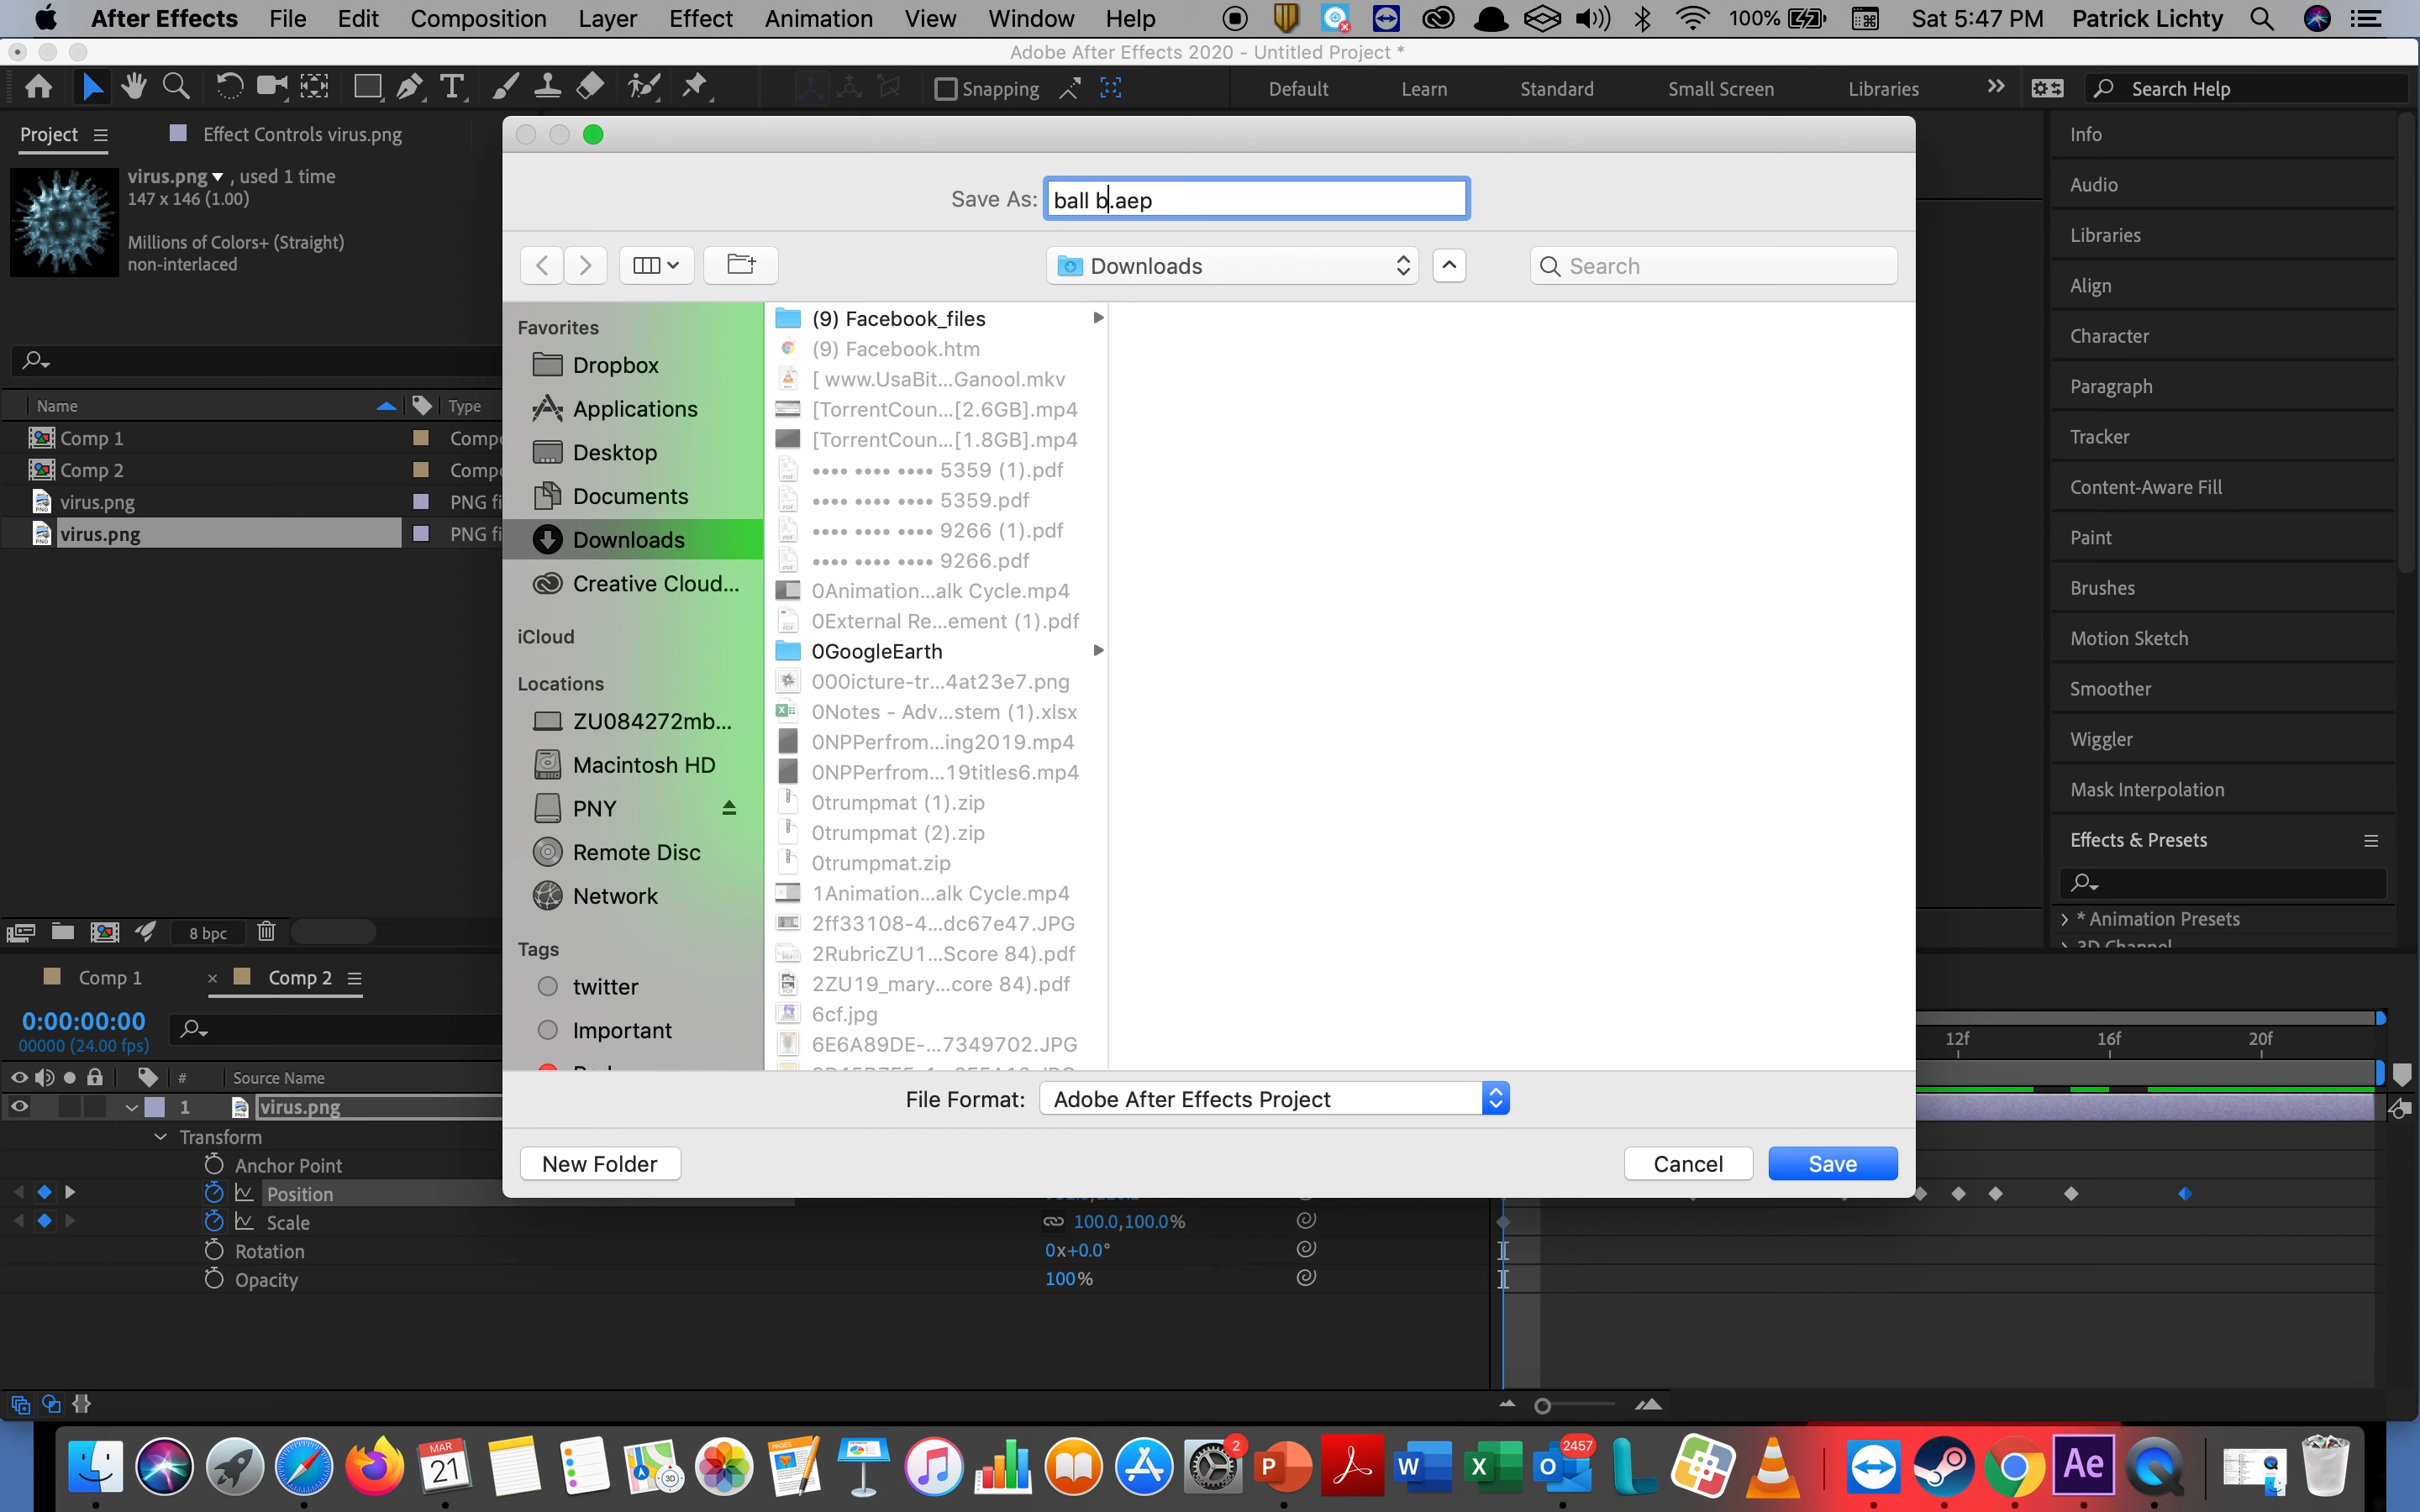 After Effects File Edit Composition Layer Effect Animation View Window Help 100% Sat 5:47 PM Patrick Lichty
Adobe After Effects 2020 - Untitled Project *
Snapping Default Learn Standard Small Screen Libraries Search Help
Project Effect Controls virus.png
virus.png , used 1 time
147 x 146 (1.00)
Millions of Colors+ (Straight)
non-interlaced
Name Type
Comp 1 Compo
Comp 2 Compo
virus.png PNG fi
virus.png PNG fi
8 bpc
Save As: ball b.aep
Downloads Search
Favorites
Dropbox
Applications
Desktop
Documents
Downloads
Creative Cloud...
iCloud
Locations
ZU084272mb...
Macintosh HD
PNY
Remote Disc
Network
Tags
twitter
Important
(9) Facebook_files
(9) Facebook.htm
[ www.UsaBit...Ganool.mkv
[TorrentCoun...[2.6GB].mp4
[TorrentCoun...[1.8GB].mp4
•••• •••• •••• 5359 (1).pdf
•••• •••• •••• 5359.pdf
•••• •••• •••• 9266 (1).pdf
•••• •••• •••• 9266.pdf
0Animation...alk Cycle.mp4
0External Re...ement (1).pdf
0GoogleEarth
000icture-tr...4at23e7.png
0Notes - Adv...stem (1).xlsx
0NPPerfrom...ing2019.mp4
0NPPerfrom...19titles6.mp4
0trumpmat (1).zip
0trumpmat (2).zip
0trumpmat.zip
1Animation...alk Cycle.mp4
2ff33108-4...dc67e47.JPG
2RubricZU1...Score 84).pdf
2ZU19_mary...core 84).pdf
6cf.jpg
6E6A89DE-...7349702.JPG
File Format: Adobe After Effects Project
New Folder Cancel Save
Info
Audio
Libraries
Align
Character
Paragraph
Tracker
Content-Aware Fill
Paint
Brushes
Motion Sketch
Smoother
Wiggler
Mask Interpolation
Effects & Presets
* Animation Presets
3D Channel
Comp 1 × Comp 2
0:00:00:00
00000 (24.00 fps)
12f 16f 20f
# Source Name
1 virus.png
Transform
Anchor Point
Position
Scale 100.0,100.0%
Rotation 0x+0.0°
Opacity 100%
MAR
21
PAGES
3D
2
P
W
X
2457
O
Ae